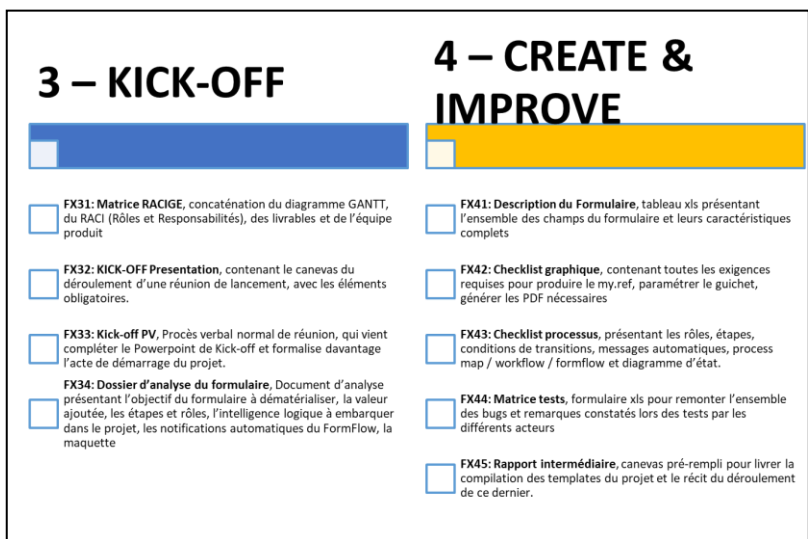 3 – KICK-OFF
FX31: Matrice RACIGE, concaténation du diagramme GANTT,
du RACI (Rôles et Responsabilités), des livrables et de l'équipe
produit
FX32: KICK-OFF Presentation, contenant le canevas du
déroulement d'une réunion de lancement, avec les éléments
obligatoires.
FX33: Kick-off PV, Procès verbal normal de réunion, qui vient
compléter le Powerpoint de Kick-off et formalise davantage
l'acte de démarrage du projet.
FX34: Dossier d'analyse du formulaire, Document d'analyse
présentant l'objectif du formulaire à dématérialiser, la valeur
ajoutée, les étapes et rôles, l'intelligence logique à embarquer
dans le projet, les notifications automatiques du FormFlow, la
maquette
4 – CREATE &
IMPROVE
FX41: Description du Formulaire, tableau xls présentant
l'ensemble des champs du formulaire et leurs caractéristiques
complets
FX42: Checklist graphique, contenant toutes les exigences
requises pour produire le my.ref, paramétrer le guichet,
générer les PDF nécessaires
FX43: Checklist processus, présentant les rôles, étapes,
conditions de transitions, messages automatiques, process
map / workflow / formflow et diagramme d'état.
FX44: Matrice tests, formulaire xls pour remonter l'ensemble
des bugs et remarques constatés lors des tests par les
différents acteurs
FX45: Rapport intermédiaire, canevas pré-rempli pour livrer la
compilation des templates du projet et le récit du déroulement
de ce dernier.